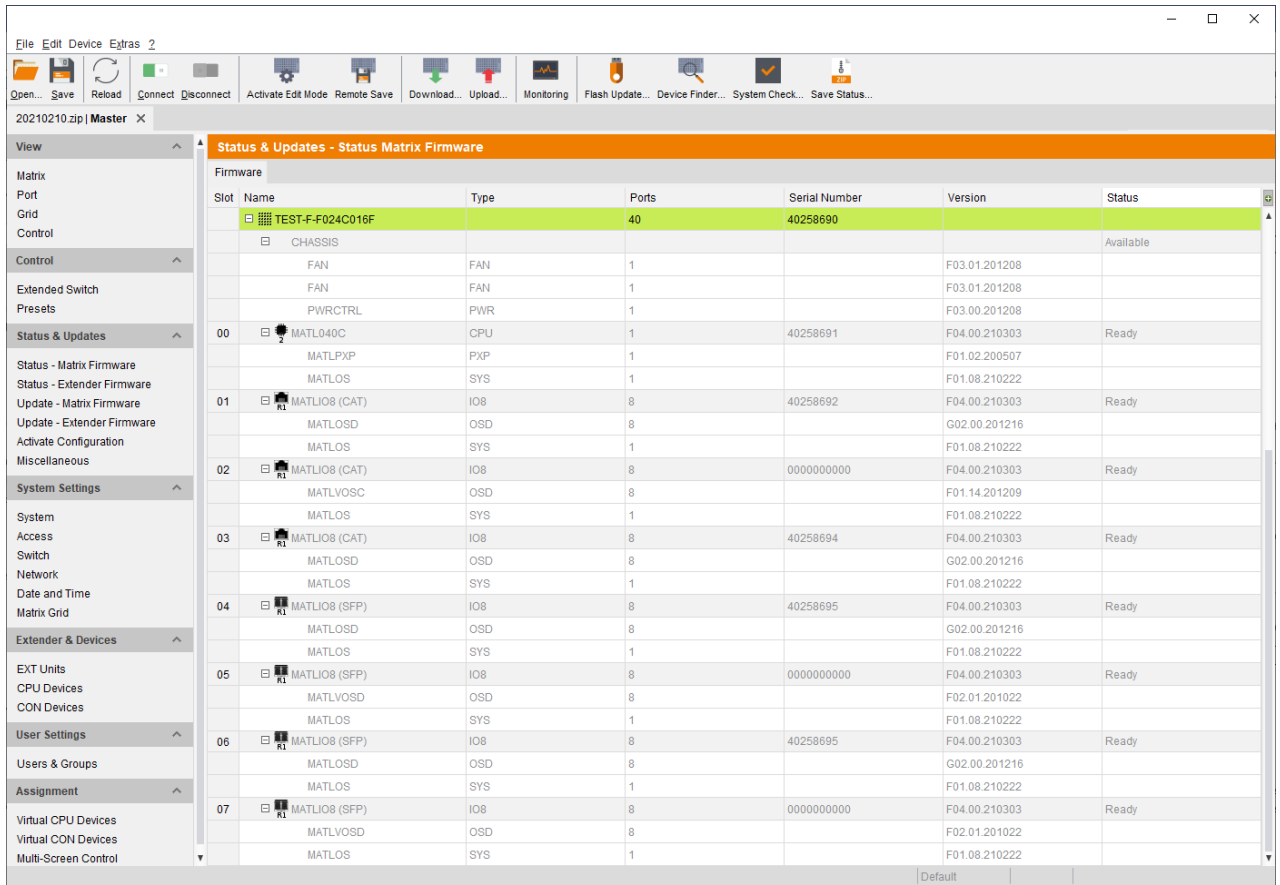 File Edit Device Extras ?
Open... Save Reload Connect Disconnect Activate Edit Mode Remote Save Download... Upload... Monitoring Flash Update... Device Finder... System Check... Save Status...
20210210.zip | Master
View
Matrix
Port
Grid
Control
Control
Extended Switch
Presets
Status & Updates
Status - Matrix Firmware
Status - Extender Firmware
Update - Matrix Firmware
Update - Extender Firmware
Activate Configuration
Miscellaneous
System Settings
System
Access
Switch
Network
Date and Time
Matrix Grid
Extender & Devices
EXT Units
CPU Devices
CON Devices
User Settings
Users & Groups
Assignment
Virtual CPU Devices
Virtual CON Devices
Multi-Screen Control
Status & Updates - Status Matrix Firmware
Firmware
Slot Name Type Ports Serial Number Version Status
TEST-F-F024C016F 40 40258690
CHASSIS Available
FAN FAN 1 F03.01.201208
FAN FAN 1 F03.01.201208
PWRCTRL PWR 1 F03.00.201208
00 2 MATL040C CPU 1 40258691 F04.00.210303 Ready
MATLPXP PXP 1 F01.02.200507
MATLOS SYS 1 F01.08.210222
01 R1 MATLIO8 (CAT) IO8 8 40258692 F04.00.210303 Ready
MATLOSD OSD 8 G02.00.201216
MATLOS SYS 1 F01.08.210222
02 R1 MATLIO8 (CAT) IO8 8 0000000000 F04.00.210303 Ready
MATLVOSC OSD 8 F01.14.201209
MATLOS SYS 1 F01.08.210222
03 R1 MATLIO8 (CAT) IO8 8 40258694 F04.00.210303 Ready
MATLOSD OSD 8 G02.00.201216
MATLOS SYS 1 F01.08.210222
04 R1 MATLIO8 (SFP) IO8 8 40258695 F04.00.210303 Ready
MATLOSD OSD 8 G02.00.201216
MATLOS SYS 1 F01.08.210222
05 R1 MATLIO8 (SFP) IO8 8 0000000000 F04.00.210303 Ready
MATLVOSD OSD 8 F02.01.201022
MATLOS SYS 1 F01.08.210222
06 R1 MATLIO8 (SFP) IO8 8 40258695 F04.00.210303 Ready
MATLOSD OSD 8 G02.00.201216
MATLOS SYS 1 F01.08.210222
07 R1 MATLIO8 (SFP) IO8 8 0000000000 F04.00.210303 Ready
MATLVOSD OSD 8 F02.01.201022
MATLOS SYS 1 F01.08.210222
Default